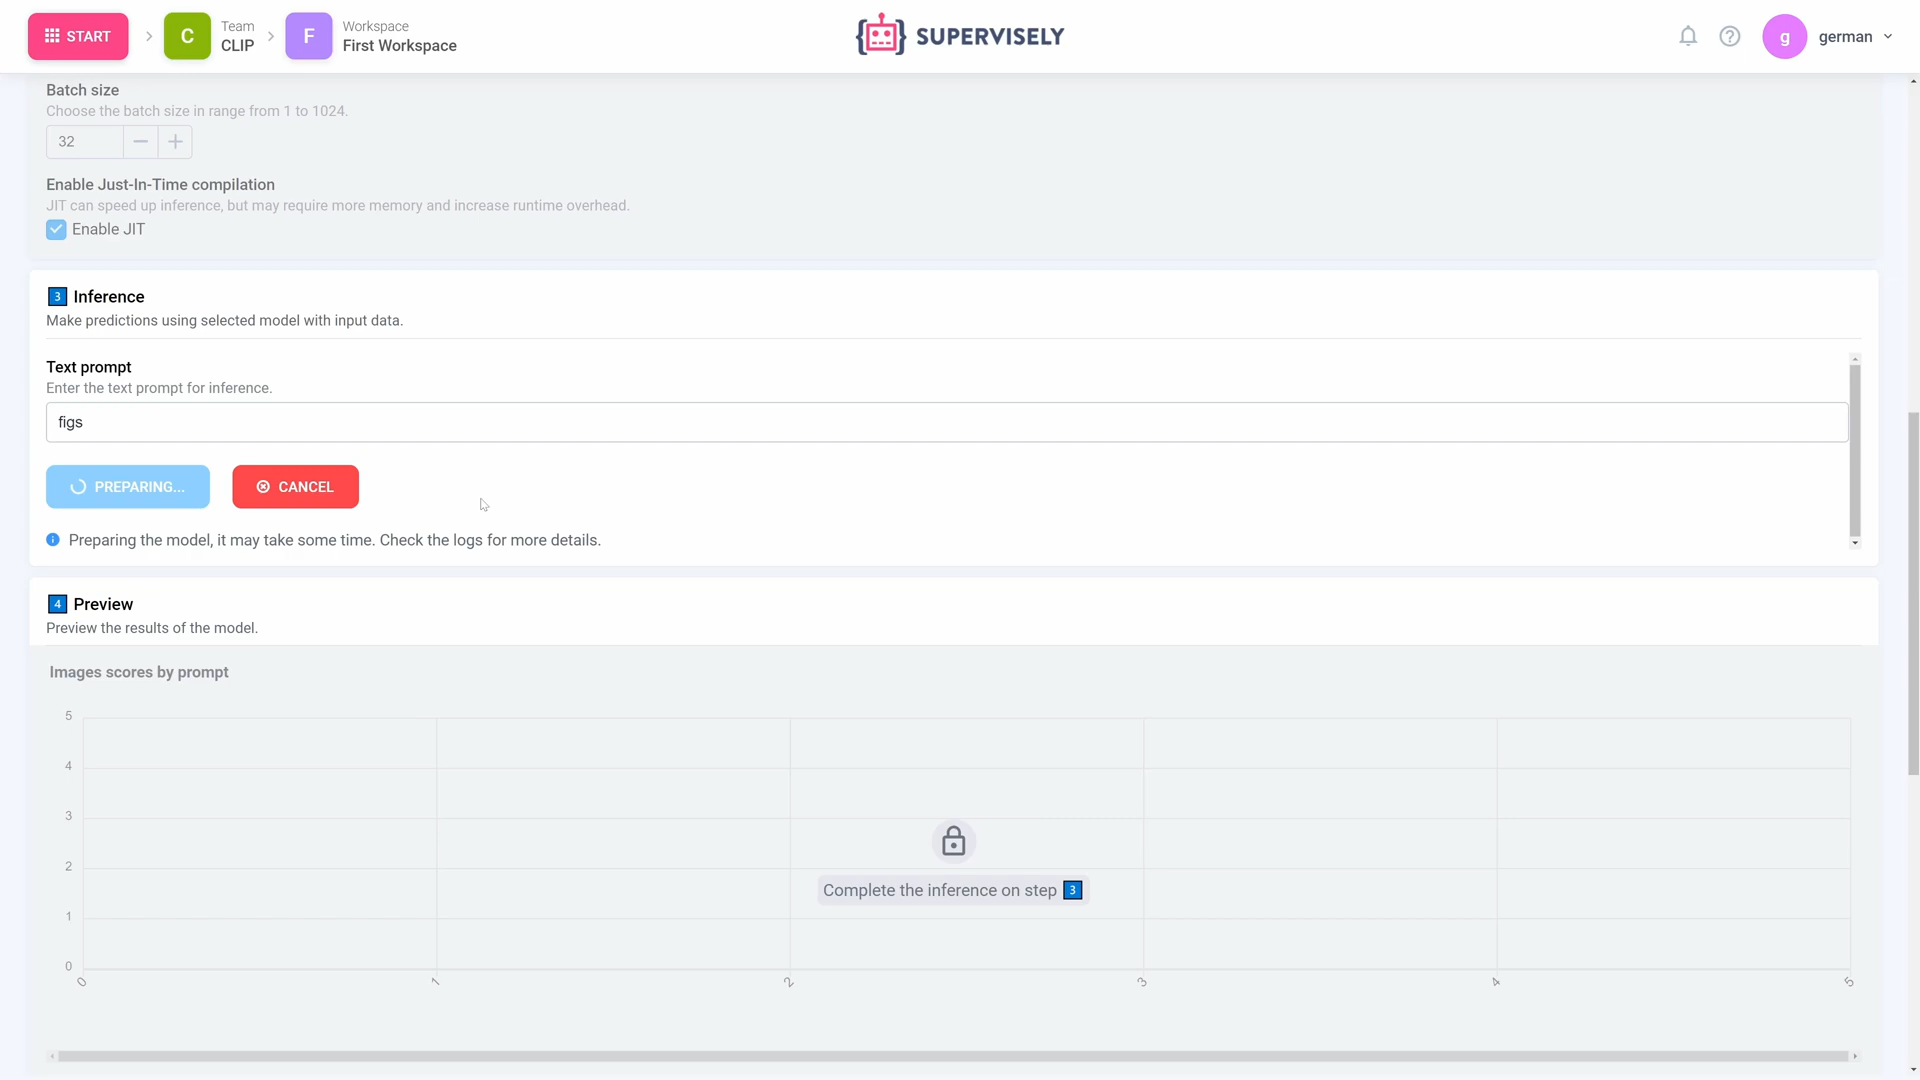 START
C
Team
CLIP
F
Workspace
First Workspace
SUPERVISELY
g
german
Batch size
Choose the batch size in range from 1 to 1024.
32
Enable Just-In-Time compilation
JIT can speed up inference, but may require more memory and increase runtime overhead.
Enable JIT
3 Inference
Make predictions using selected model with input data.
Text prompt
Enter the text prompt for inference.
figs
PREPARING...
CANCEL
Preparing the model, it may take some time. Check the logs for more details.
4 Preview
Preview the results of the model.
Images scores by prompt
5
4
3
2
1
0
Complete the inference on step 3
0 1 2 3 4 5